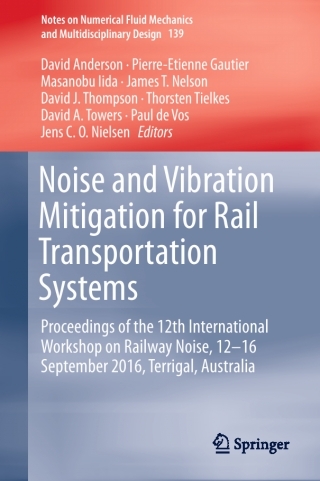 Notes on Numerical Fluid Mechanics
and Multidisciplinary Design 139
David Anderson · Pierre-Etienne Gautier
Masanobu Iida · James T. Nelson
David J. Thompson · Thorsten Tielkes
David A. Towers · Paul de Vos
Jens C. O. Nielsen Editors
Noise and Vibration
Mitigation for Rail
Transportation
Systems
Proceedings of the 12th International
Workshop on Railway Noise, 12–16
September 2016, Terrigal, Australia
Springer